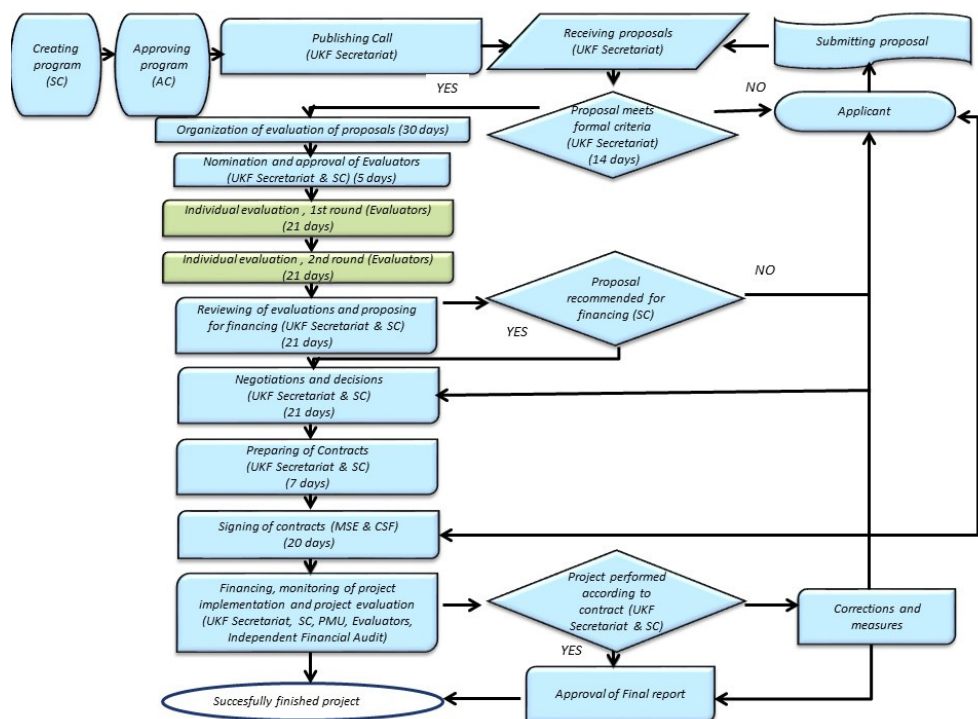 Creating
program
(SC)
Approving
program
(AC)
Publishing Call
(UKF Secretariat)
Receiving proposals
(UKF Secretariat)
Submitting proposal
YES
NO
Proposal meets
formal criteria
(UKF Secretariat)
(14 days)
Applicant
Organization of evaluation of proposals (30 days)
Nomination and approval of Evaluators
(UKF Secretariat & SC) (5 days)
Individual evaluation , 1st round (Evaluators)
(21 days)
Individual evaluation , 2nd round (Evaluators)
(21 days)
Proposal
recommended for
financing (SC)
NO
Reviewing of evaluations and proposing
for financing (UKF Secretariat & SC)
(21 days)
YES
Negotiations and decisions
(UKF Secretariat & SC)
(21 days)
Preparing of Contracts
(UKF Secretariat & SC)
(7 days)
Signing of contracts (MSE & CSF)
(20 days)
Financing, monitoring of project
implementation and project evaluation
(UKF Secretariat, SC, PMU, Evaluators,
Independent Financial Audit)
Project performed
according to
contract (UKF
Secretariat & SC)
Corrections and
measures
YES
Succesfully finished project
Approval of Final report